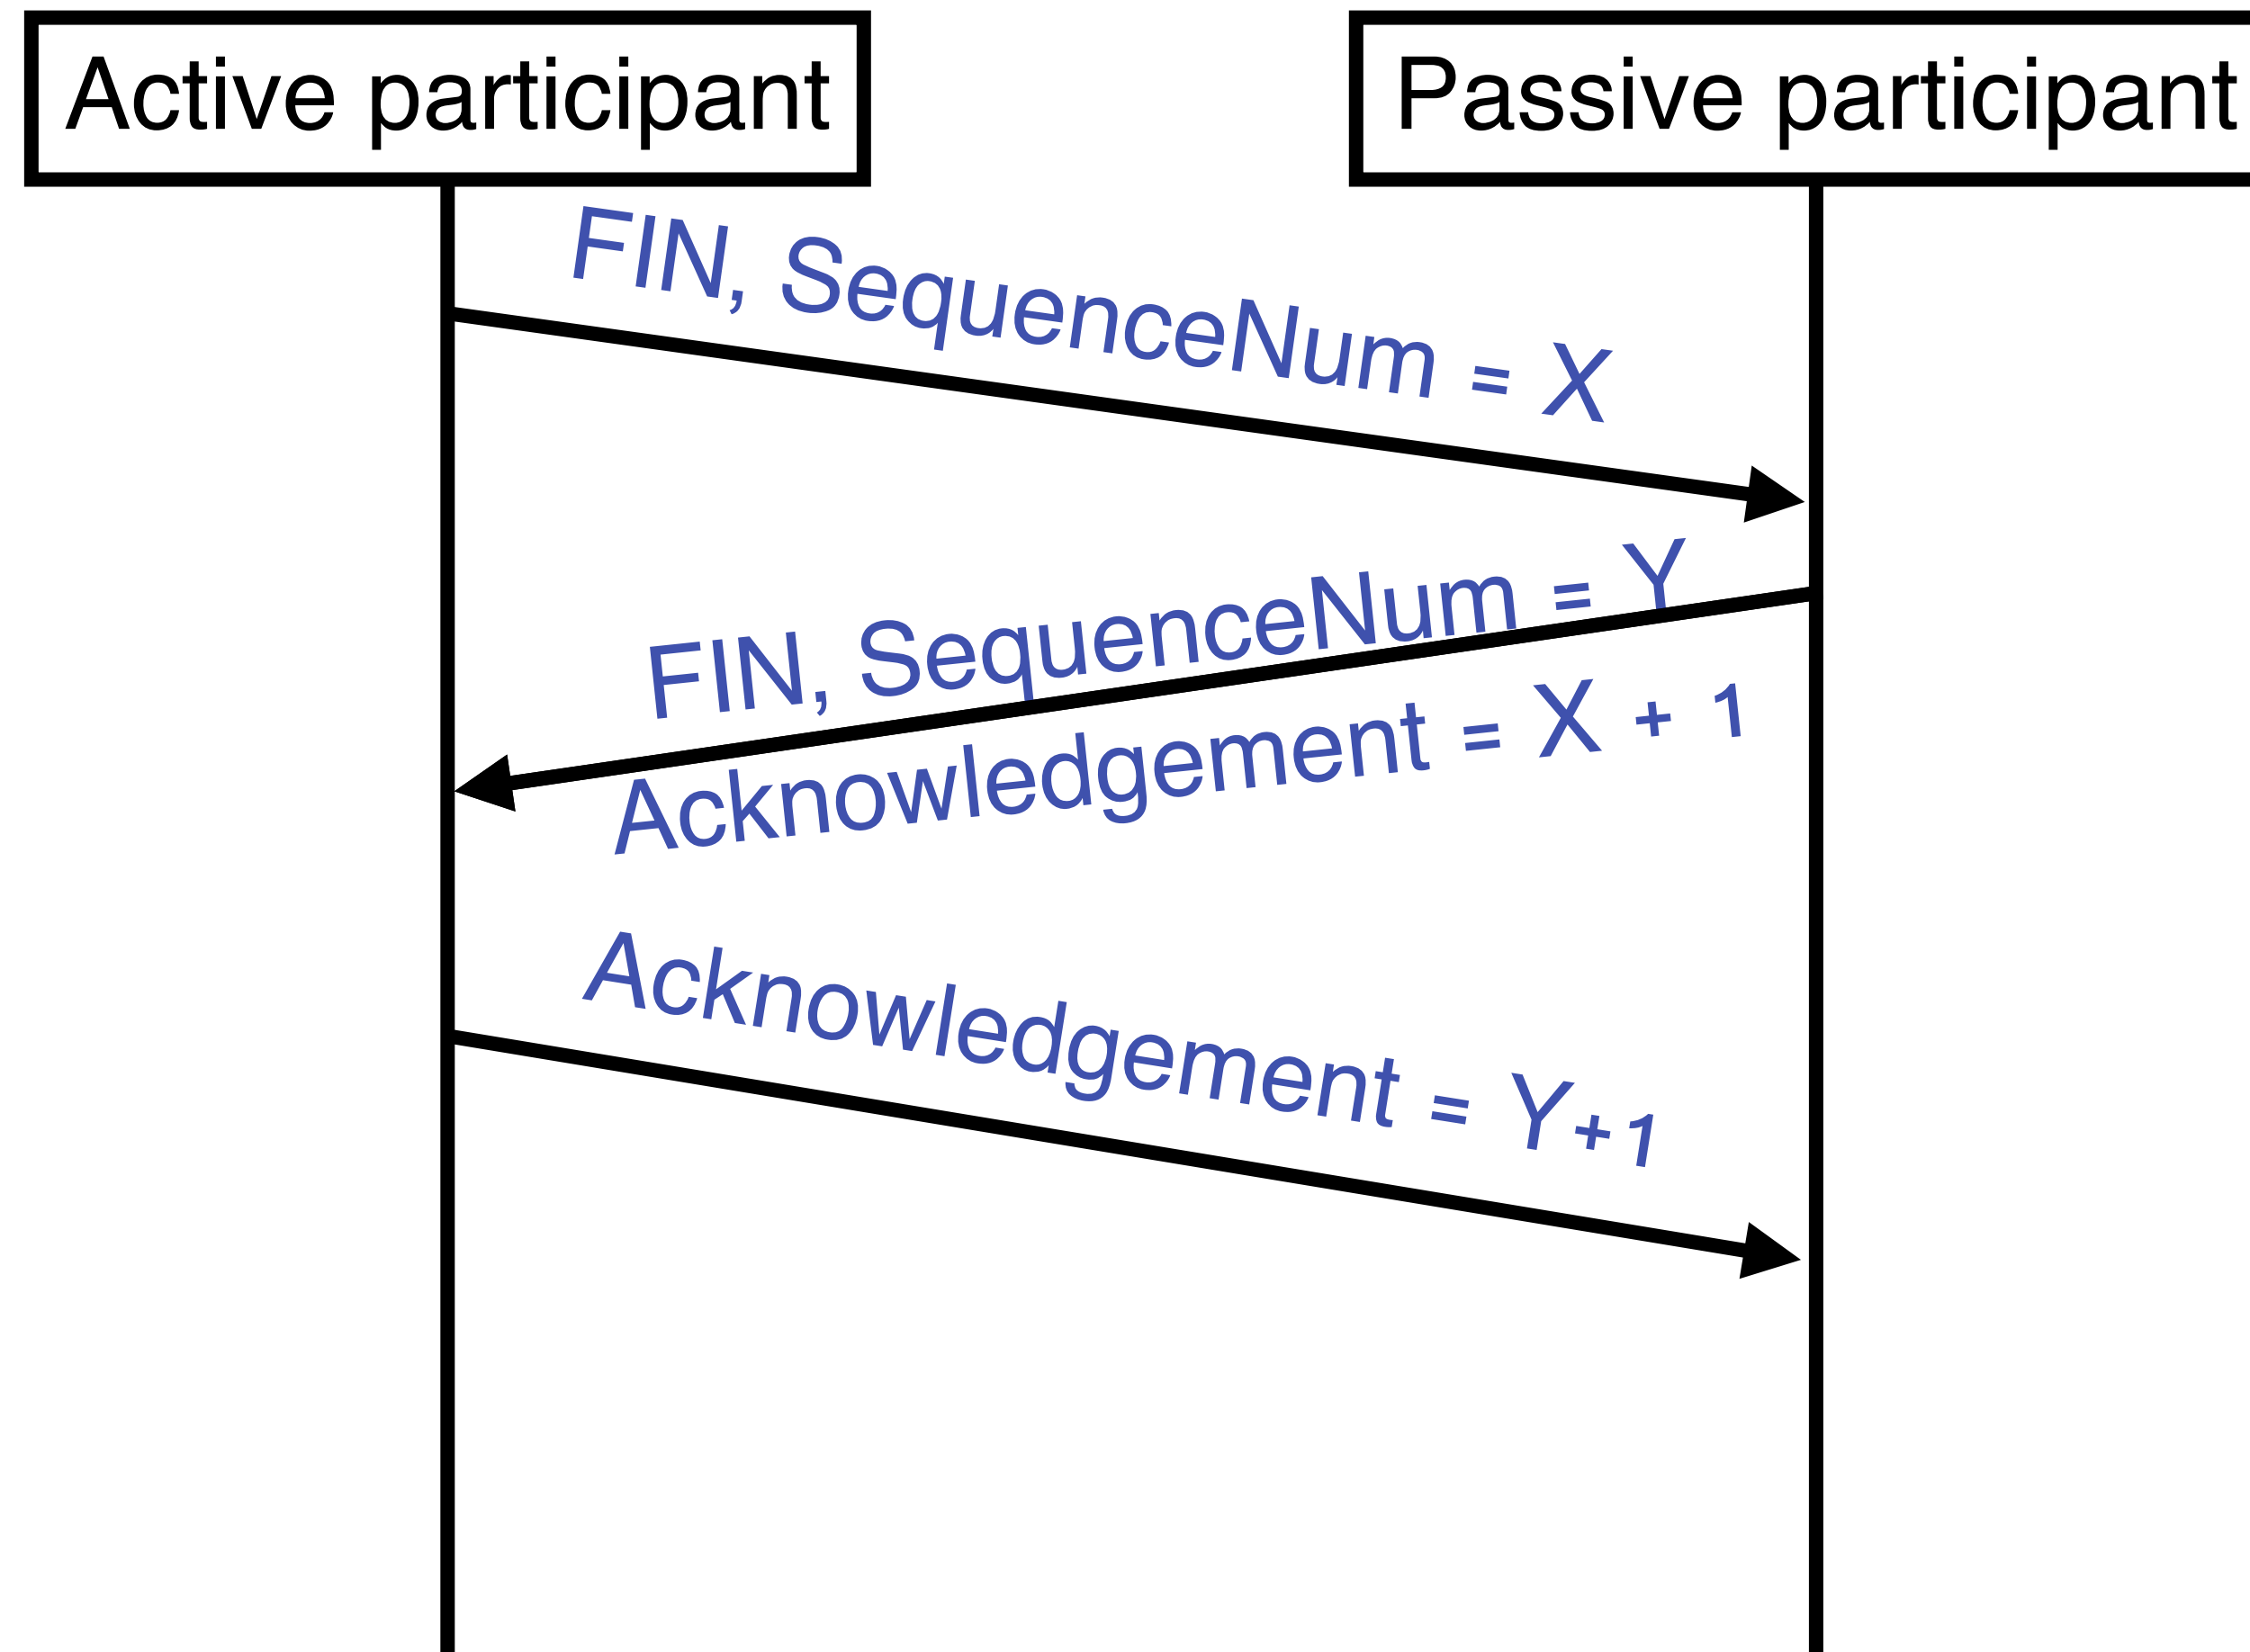 Active participant
Passive participant
FIN, SequenceNum = X
FIN, SequenceNum = Y
Acknowledgement = X + 1
Acknowledgement = Y+1